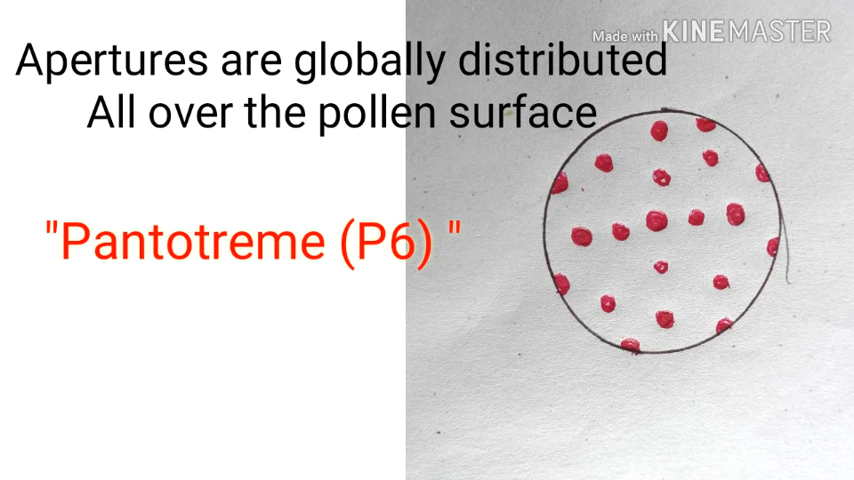 Made with KINEMASTER
Apertures are globally distributed
All over the pollen surface
"Pantotreme (P6) "